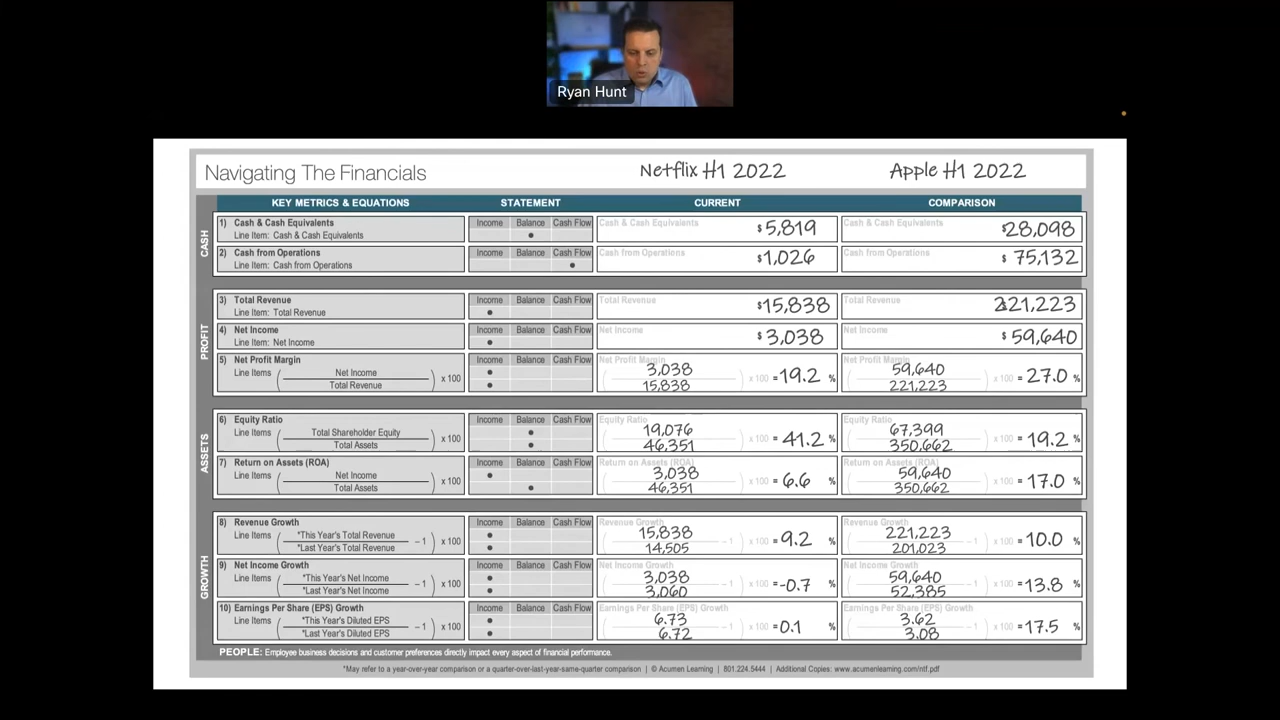 Ryan Hunt
Navigating The Financials Netflix H1 2022 Apple H1 2022
KEY METRICS & EQUATIONS STATEMENT CURRENT COMPARISON
CASH
1) Cash & Cash Equivalents Income Balance Cash Flow Cash & Cash Equivalents $5,819 Cash & Cash Equivalents $28,098
Line Item: Cash & Cash Equivalents •
2) Cash from Operations Income Balance Cash Flow Cash from Operations $1,026 Cash from Operations $75,132
Line Item: Cash from Operations •
PROFIT
3) Total Revenue Income Balance Cash Flow Total Revenue $15,838 Total Revenue 221,223
Line Item: Total Revenue •
4) Net Income Income Balance Cash Flow Net Income $3,038 Net Income $59,640
Line Item: Net Income •
5) Net Profit Margin Income Balance Cash Flow Net Profit Margin Net Profit Margin
Line Items ( Net Income • 3,038 59,640
Total Revenue ) x 100 • ( 15,838 ) x 100 = 19.2 % ( 221,223 ) x 100 = 27.0 %
ASSETS
6) Equity Ratio Income Balance Cash Flow Equity Ratio Equity Ratio
Line Items ( Total Shareholder Equity • 19,076 67,399
Total Assets ) x 100 • ( 46,351 ) x 100 = 41.2 % ( 350,662 ) x 100 = 19.2 %
7) Return on Assets (ROA) Income Balance Cash Flow Return on Assets (ROA) Return on Assets (ROA)
Line Items ( Net Income • 3,038 59,640
Total Assets ) x 100 • ( 46,351 ) x 100 = 6.6 % ( 350,662 ) x 100 = 17.0 %
GROWTH
8) Revenue Growth Income Balance Cash Flow Revenue Growth Revenue Growth
Line Items ( *This Year's Total Revenue • 15,838 221,223
*Last Year's Total Revenue – 1 ) x 100 • ( 14,505 – 1 ) x 100 = 9.2 % ( 201,023 – 1 ) x 100 = 10.0 %
9) Net Income Growth Income Balance Cash Flow Net Income Growth Net Income Growth
Line Items ( *This Year's Net Income • 3,038 59,640
*Last Year's Net Income – 1 ) x 100 • ( 3,060 – 1 ) x 100 = -0.7 % ( 52,385 – 1 ) x 100 = 13.8 %
10) Earnings Per Share (EPS) Growth Income Balance Cash Flow Earnings Per Share (EPS) Growth Earnings Per Share (EPS) Growth
Line Items ( *This Year's Diluted EPS • 6.73 3.62
*Last Year's Diluted EPS – 1 ) x 100 • ( 6.72 – 1 ) x 100 = 0.1 % ( 3.08 – 1 ) x 100 = 17.5 %
PEOPLE: Employee business decisions and customer preferences directly impact every aspect of financial performance.
*May refer to a year-over-year comparison or a quarter-over-last-year-same-quarter comparison | © Acumen Learning | 801.224.5444 | Additional Copies: www.acumenlearning.com/ntf.pdf